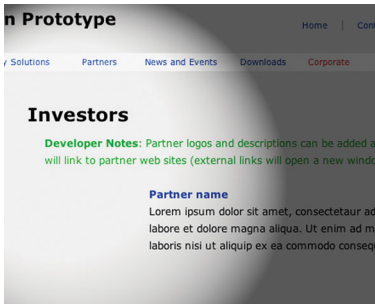 n Prototype
Home | Cont
y Solutions Partners News and Events Downloads Corporate
Investors
Developer Notes: Partner logos and descriptions can be added a
will link to partner web sites (external links will open a new windo
Partner name
Lorem ipsum dolor sit amet, consectetaur ad
labore et dolore magna aliqua. Ut enim ad m
laboris nisi ut aliquip ex ea commodo consequ